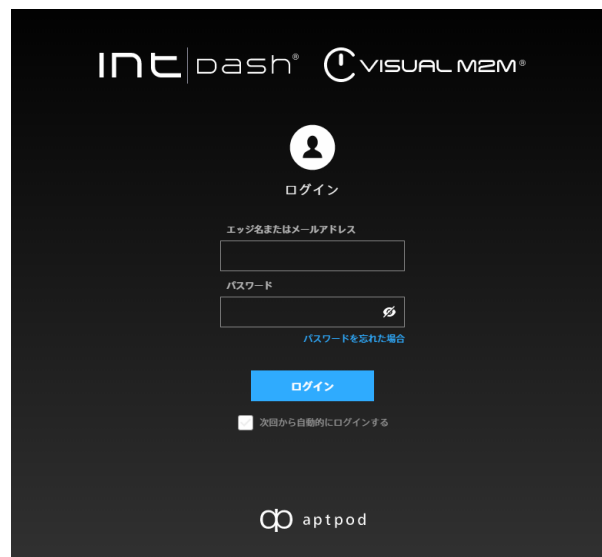 INT|DASH® VISUAL M2M®
ログイン
エッジ名またはメールアドレス
パスワード
パスワードを忘れた場合
ログイン
次回から自動的にログインする
aptpod